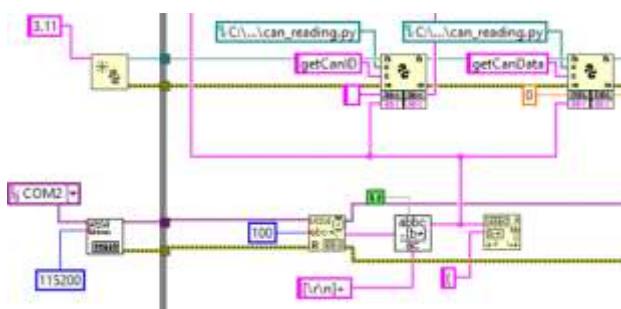 3.11
C:\...\can_reading.py
C:\...\can_reading.py
getCanID
getCanData
0
COM2
100
115200
[\r\n]+